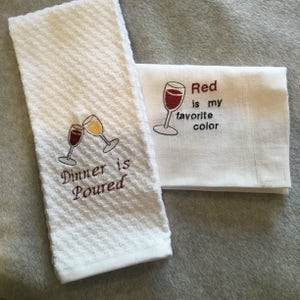 Dinner is
Poured
Red
is my
favorite
color